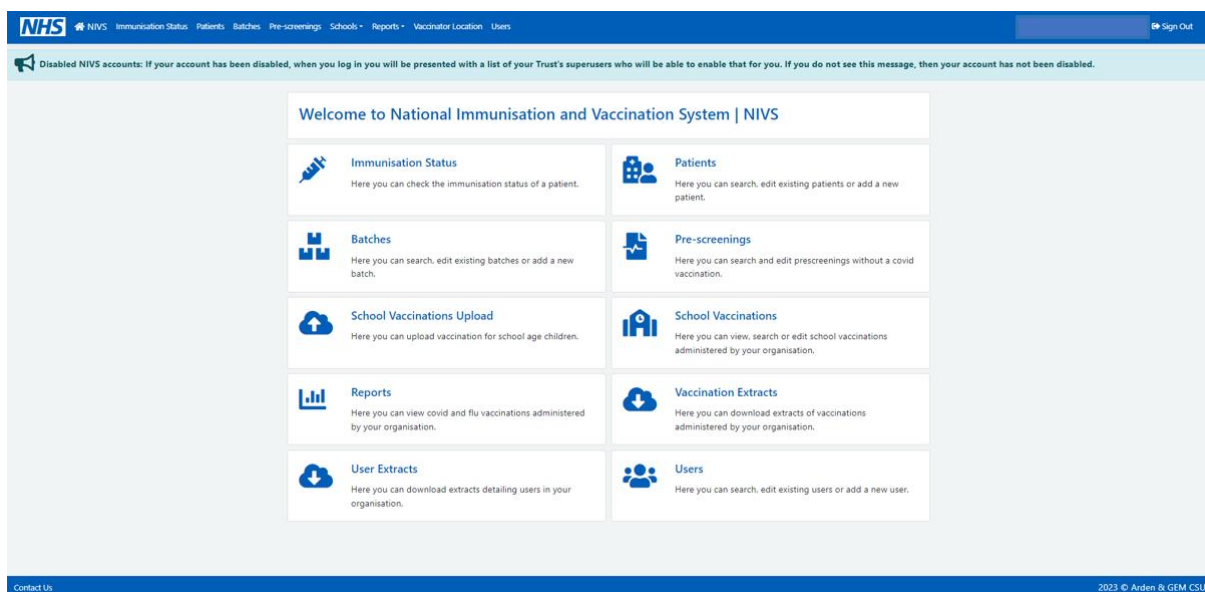 NHS NIVS Immunisation Status Patients Batches Pre-screenings Schools Reports Vaccinator Location Users Sign Out
Disabled NIVS accounts: If your account has been disabled, when you log in you will be presented with a list of your Trust's superusers who will be able to enable that for you. If you do not see this message, then your account has not been disabled.
Welcome to National Immunisation and Vaccination System | NIVS
Immunisation Status
Here you can check the immunisation status of a patient.
Patients
Here you can search, edit existing patients or add a new
patient.
Batches
Here you can search, edit existing batches or add a new
batch.
Pre-screenings
Here you can search and edit prescreenings without a covid
vaccination.
School Vaccinations Upload
Here you can upload vaccination for school age children.
School Vaccinations
Here you can view, search or edit school vaccinations
administered by your organisation.
Reports
Here you can view covid and flu vaccinations administered
by your organisation.
Vaccination Extracts
Here you can download extracts of vaccinations
administered by your organisation.
User Extracts
Here you can download extracts detailing users in your
organisation.
Users
Here you can search, edit existing users or add a new user.
Contact Us 2023 © Arden & GEM CSU